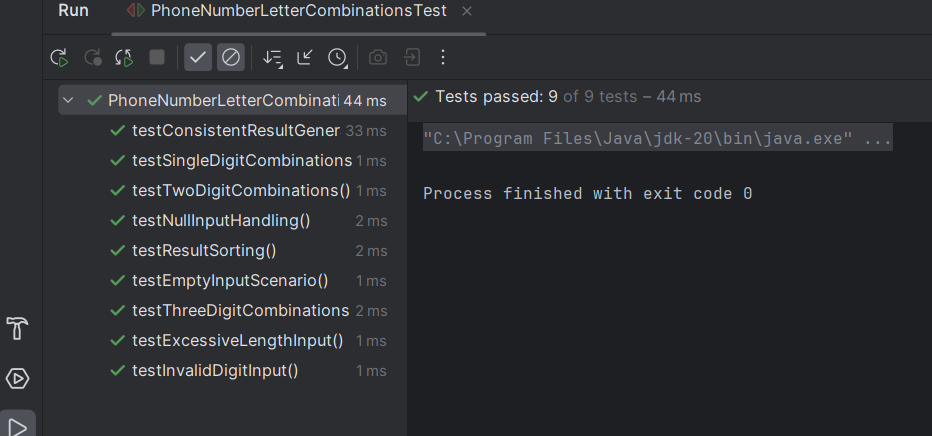 Run PhoneNumberLetterCombinationsTest
PhoneNumberLetterCombinati 44 ms
testConsistentResultGener 33 ms
testSingleDigitCombinations 1 ms
testTwoDigitCombinations() 1 ms
testNullInputHandling() 2 ms
testResultSorting() 2 ms
testEmptyInputScenario() 1 ms
testThreeDigitCombinations 2 ms
testExcessiveLengthInput() 1 ms
testInvalidDigitInput() 1 ms
Tests passed: 9 of 9 tests – 44 ms
"C:\Program Files\Java\jdk-20\bin\java.exe" ...
Process finished with exit code 0